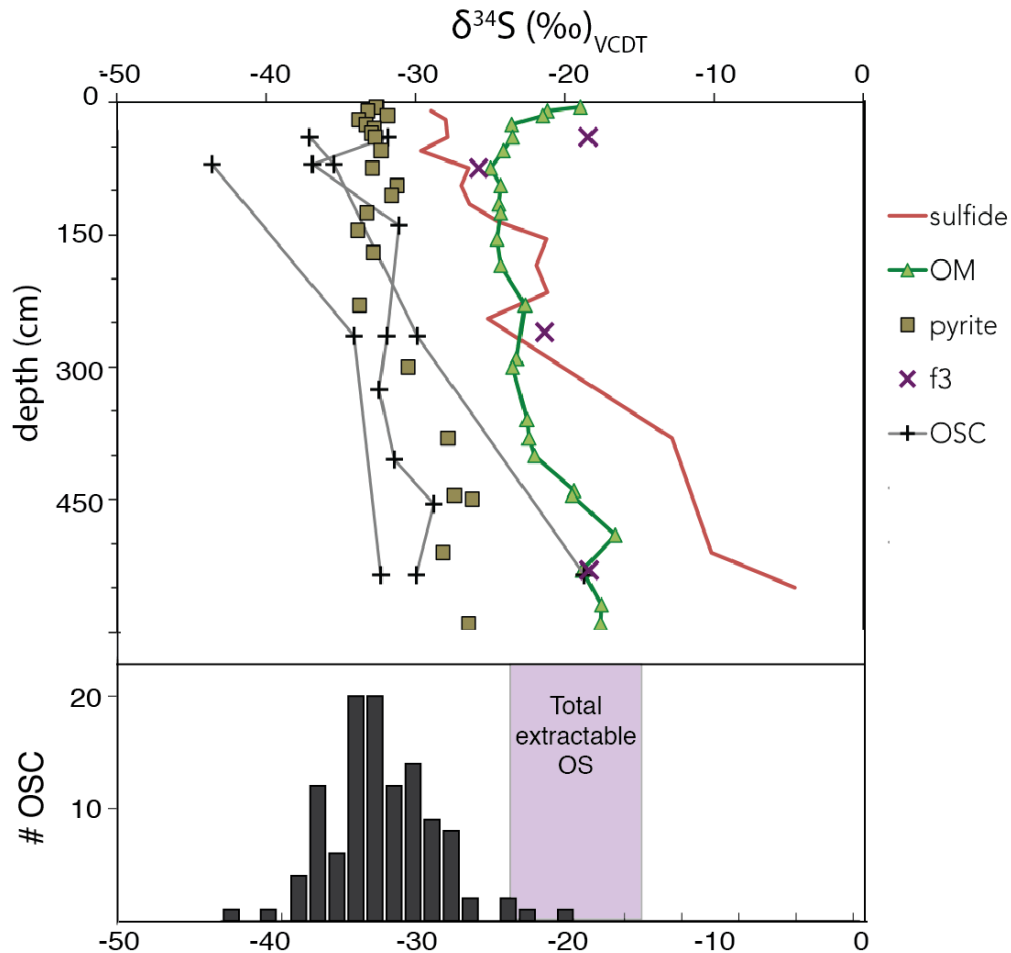 δ³⁴S (‰)VCDT
-50 -40 -30 -20 -10 0
0
150
300
450
depth (cm)
sulfide
OM
pyrite
f3
OSC
20
10
# OSC
Total
extractable
OS
-50 -40 -30 -20 -10 0